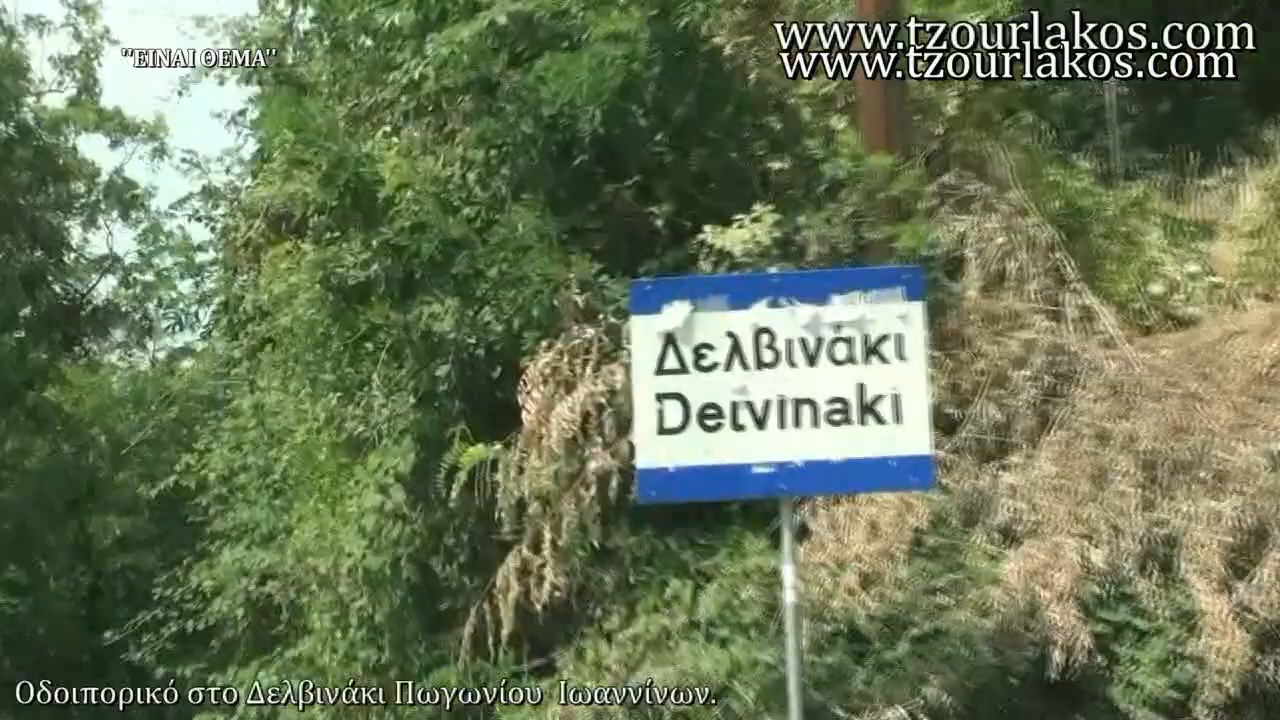 "ΕΙΝΑΙ ΘΕΜΑ"
www.tzourlakos.com
www.tzourlakos.com
Δελβινάκι
Delvinaki
Οδοιπορικό στο Δελβινάκι Πωγωνίου Ιωαννίνων.